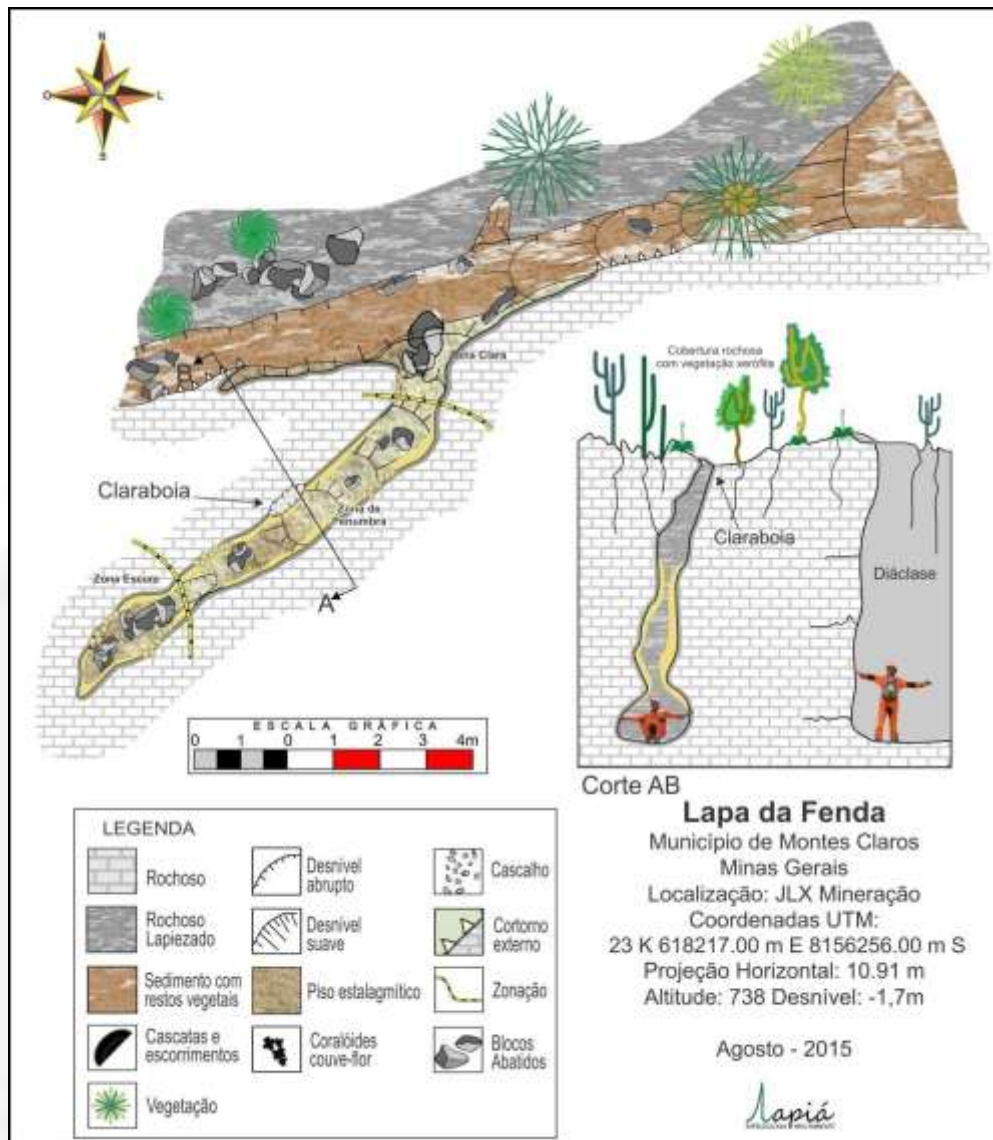 N
O L
S
Zona Clara
B
Claraboia
Zona de
Penumbra
Zona Escura
A
Cobertura rochosa
com vegetação xerófita
Claraboia
Diáclase
Corte AB
ESCALA GRÁFICA
0 1 0 1 2 3 4m
LEGENDA
Rochoso
Desnível
abrupto
Cascalho
Rochoso
Lapiezado
Desnível
suave
Cortorno
externo
Sedimento com
restos vegetais
Piso estalagmítico
Zonação
Cascatas e
escorrimentos
Coralóides
couve-flor
Blocos
Abatidos
Vegetação
Lapa da Fenda
Município de Montes Claros
Minas Gerais
Localização: JLX Mineração
Coordenadas UTM:
23 K 618217.00 m E 8156256.00 m S
Projeção Horizontal: 10.91 m
Altitude: 738 Desnível: -1,7m
Agosto - 2015
lapiá